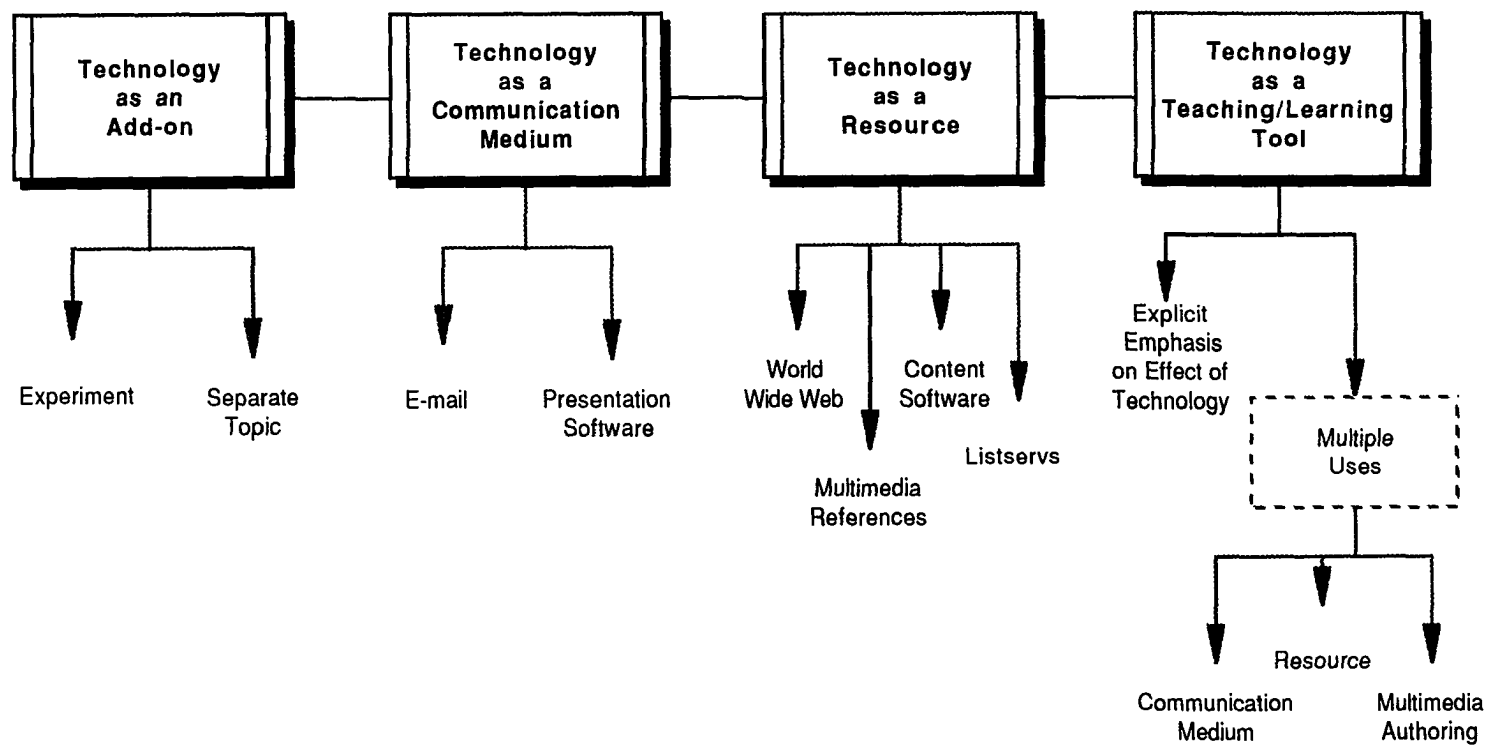 Technology
as an
Add-on
Technology
as a
Communication
Medium
Technology
as a
Resource
Technology
as a
Teaching/Learning
Tool
Experiment
Separate
Topic
E-mail
Presentation
Software
World
Wide Web
Multimedia
References
Content
Software
Listservs
Explicit
Emphasis
on Effect of
Technology
Multiple
Uses
Communication
Medium
Resource
Multimedia
Authoring